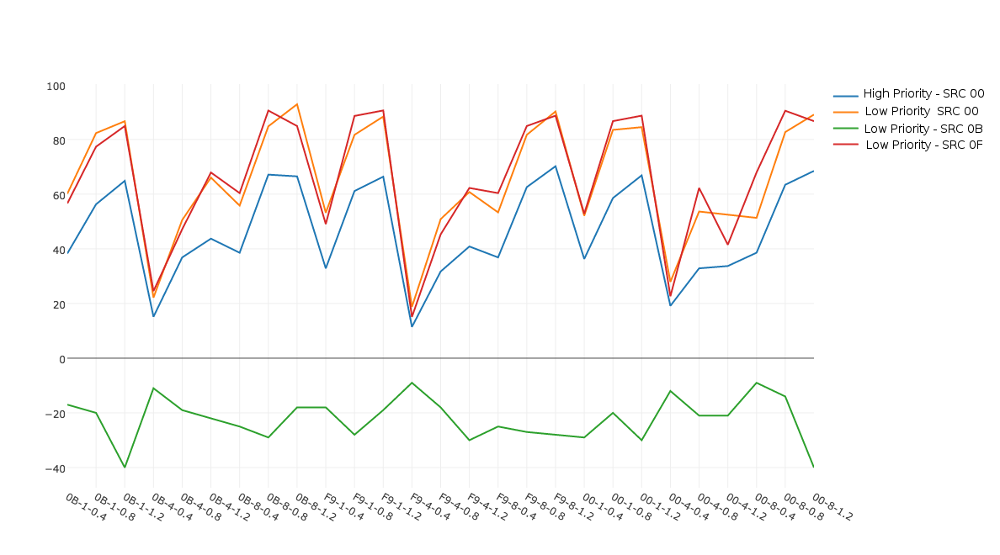 100
80
60
40
20
0
−20
−40
High Priority - SRC 00
Low Priority  SRC 00
Low Priority - SRC 0B
Low Priority - SRC 0F
0B-1-0.4
0B-1-0.8
0B-1-1.2
0B-4-0.4
0B-4-0.8
0B-4-1.2
0B-8-0.4
0B-8-0.8
0B-8-1.2
F9-1-0.4
F9-1-0.8
F9-1-1.2
F9-4-0.4
F9-4-0.8
F9-4-1.2
F9-8-0.4
F9-8-0.8
F9-8-1.2
00-1-0.4
00-1-0.8
00-1-1.2
00-4-0.4
00-4-0.8
00-4-1.2
00-8-0.4
00-8-0.8
00-8-1.2